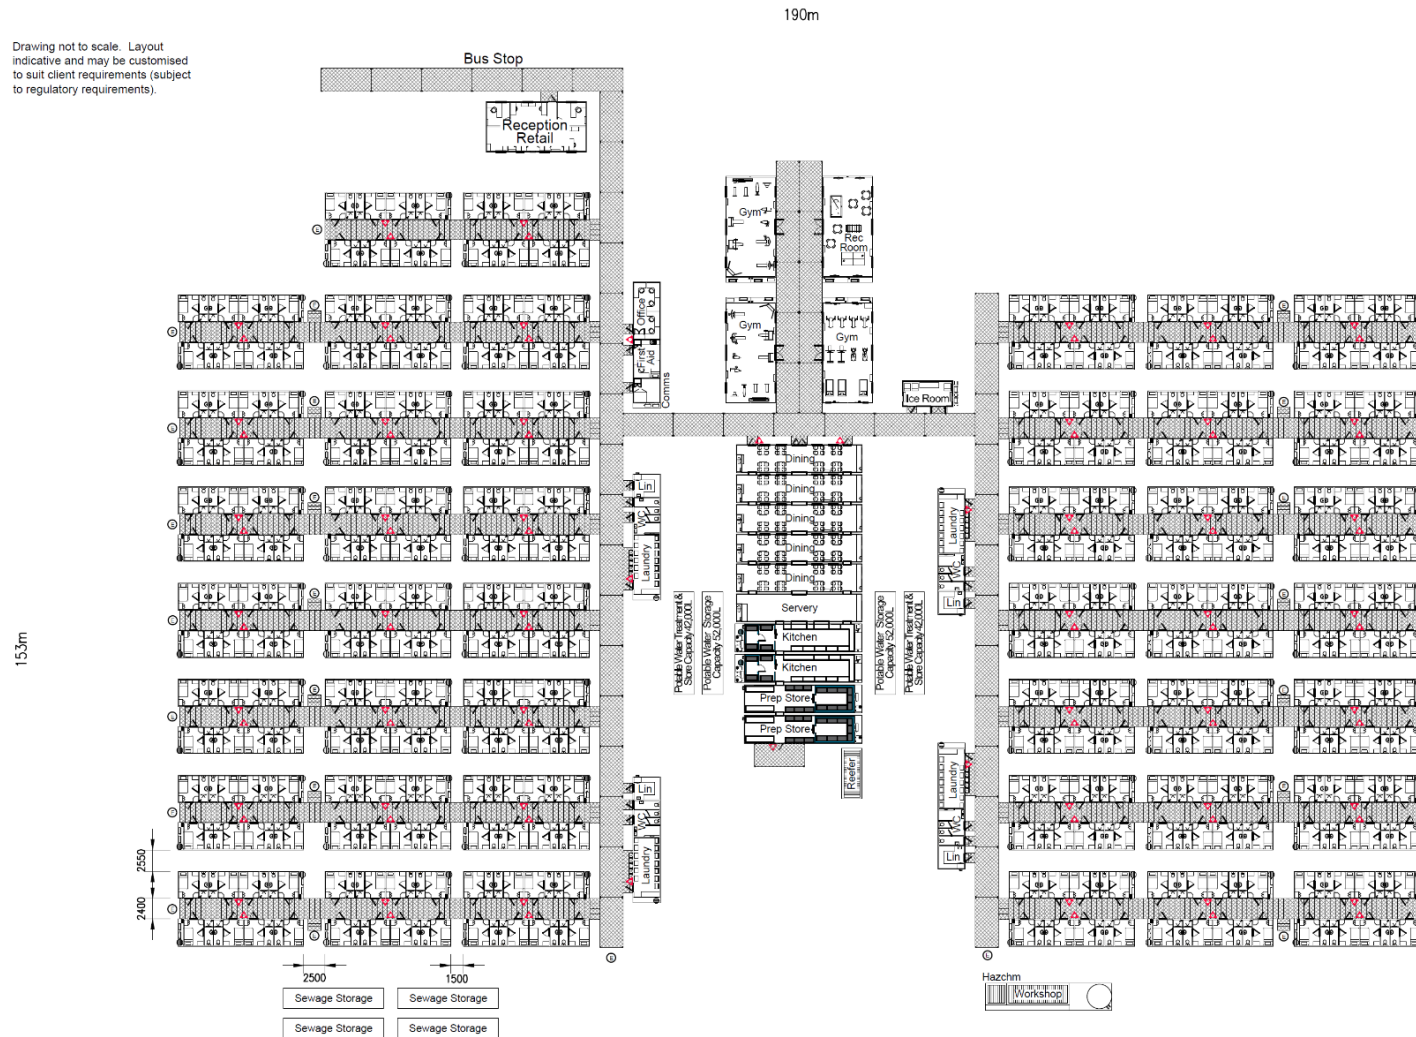 190m
Drawing not to scale. Layout
indicative and may be customised
to suit client requirements (subject
to regulatory requirements).
Bus Stop
Reception
Retail
Gym
Rec
Room
Office
Gym
Gym
First
Aid
Comms
Ice Room
Dining
Lin
Dining
WC
Laundry
Dining
Laundry
Dining
WC
Dining
Lin
Servery
Potable Water Treatment &
Store Capacity 42,000L
Potable Water Storage
Capacity 52,000L
Potable Water Storage
Capacity 52,000L
Potable Water Treatment &
Store Capacity 42,000L
Kitchen
153m
Kitchen
Prep Store
Prep Store
Reefer
Lin
WC
Laundry
Laundry
WC
Lin
2550
2400
2500
1500
Hazchm
Workshop
Sewage Storage
Sewage Storage
Sewage Storage
Sewage Storage